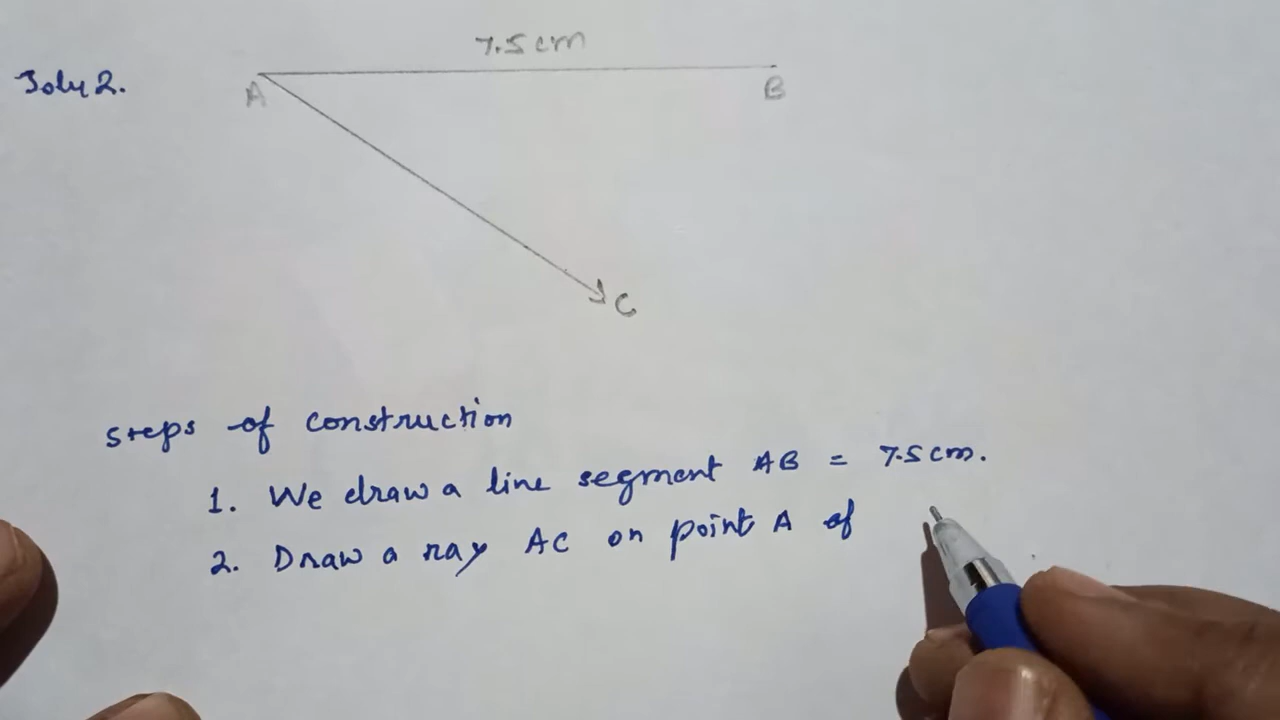 7.5 cm
Soln 2.
A
B
C
Steps of construction
1. We draw a line segment AB = 7.5 cm.
2. Draw a ray AC on point A of